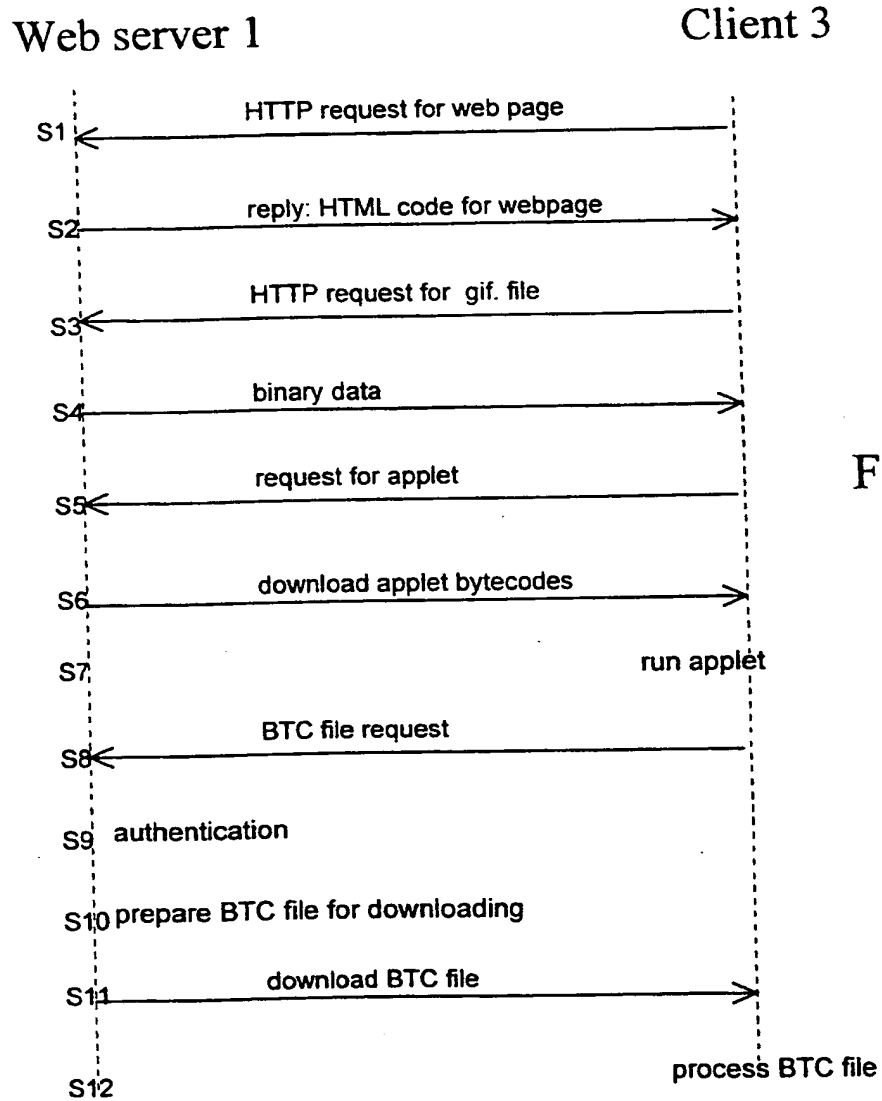 Web server 1
Client 3
HTTP request for web page
S1
reply: HTML code for webpage
S2
HTTP request for gif. file
S3
binary data
S4
request for applet
S5
F
download applet bytecodes
S6
S7
run applet
BTC file request
S8
S9 authentication
S10 prepare BTC file for downloading
download BTC file
S11
process BTC file
S12